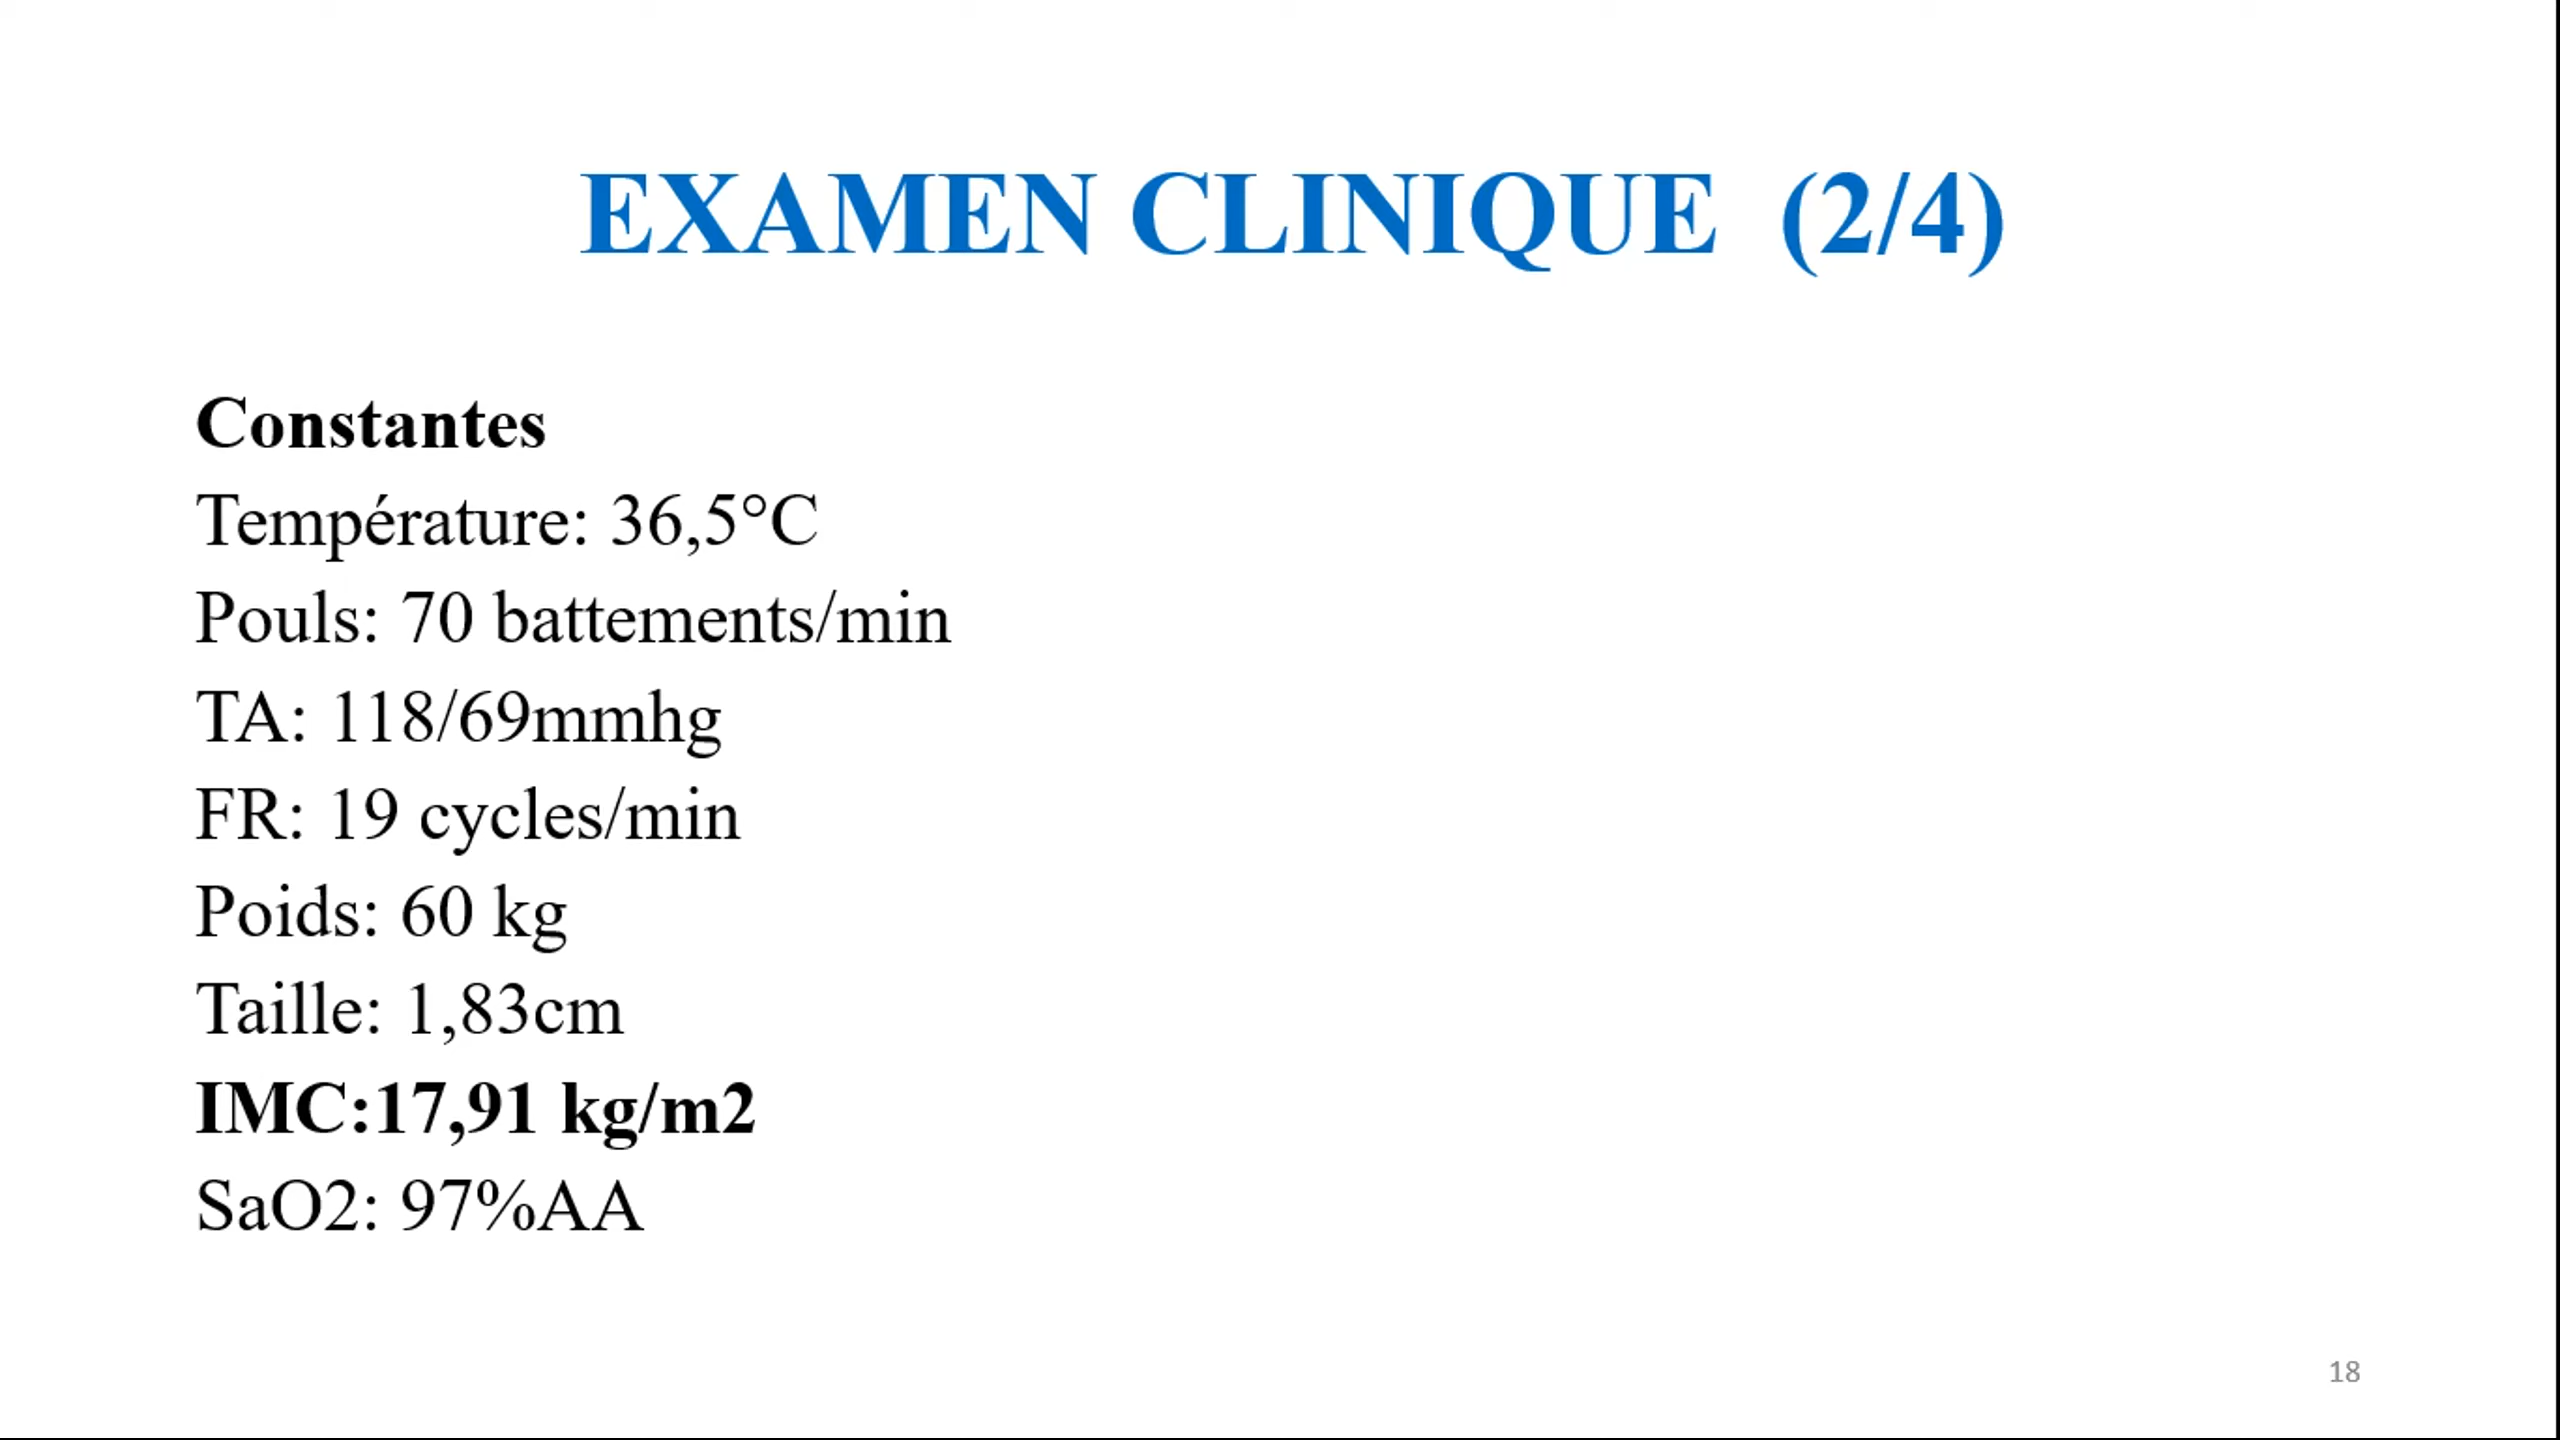 EXAMEN CLINIQUE (2/4)
Constantes
Température: 36,5°C
Pouls: 70 battements/min
TA: 118/69mmhg
FR: 19 cycles/min
Poids: 60 kg
Taille: 1,83cm
IMC:17,91 kg/m2
SaO2: 97%AA
18